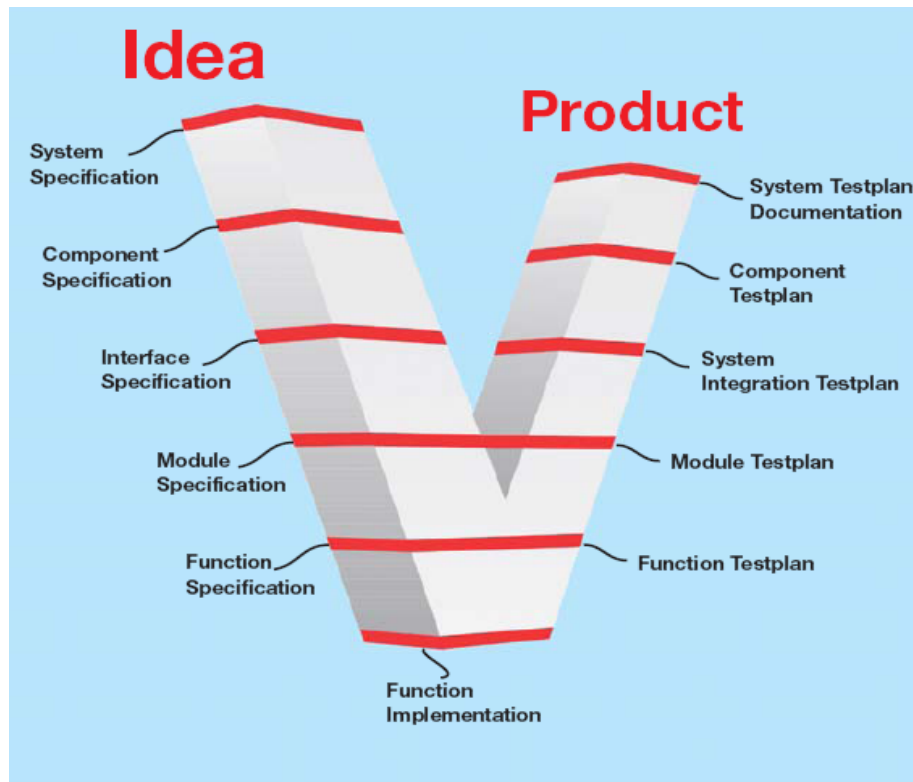 Idea
Product
System
Specification
Component
Specification
Interface
Specification
Module
Specification
Function
Specification
Function
Implementation
System Testplan
Documentation
Component
Testplan
System
Integration Testplan
Module Testplan
Function Testplan